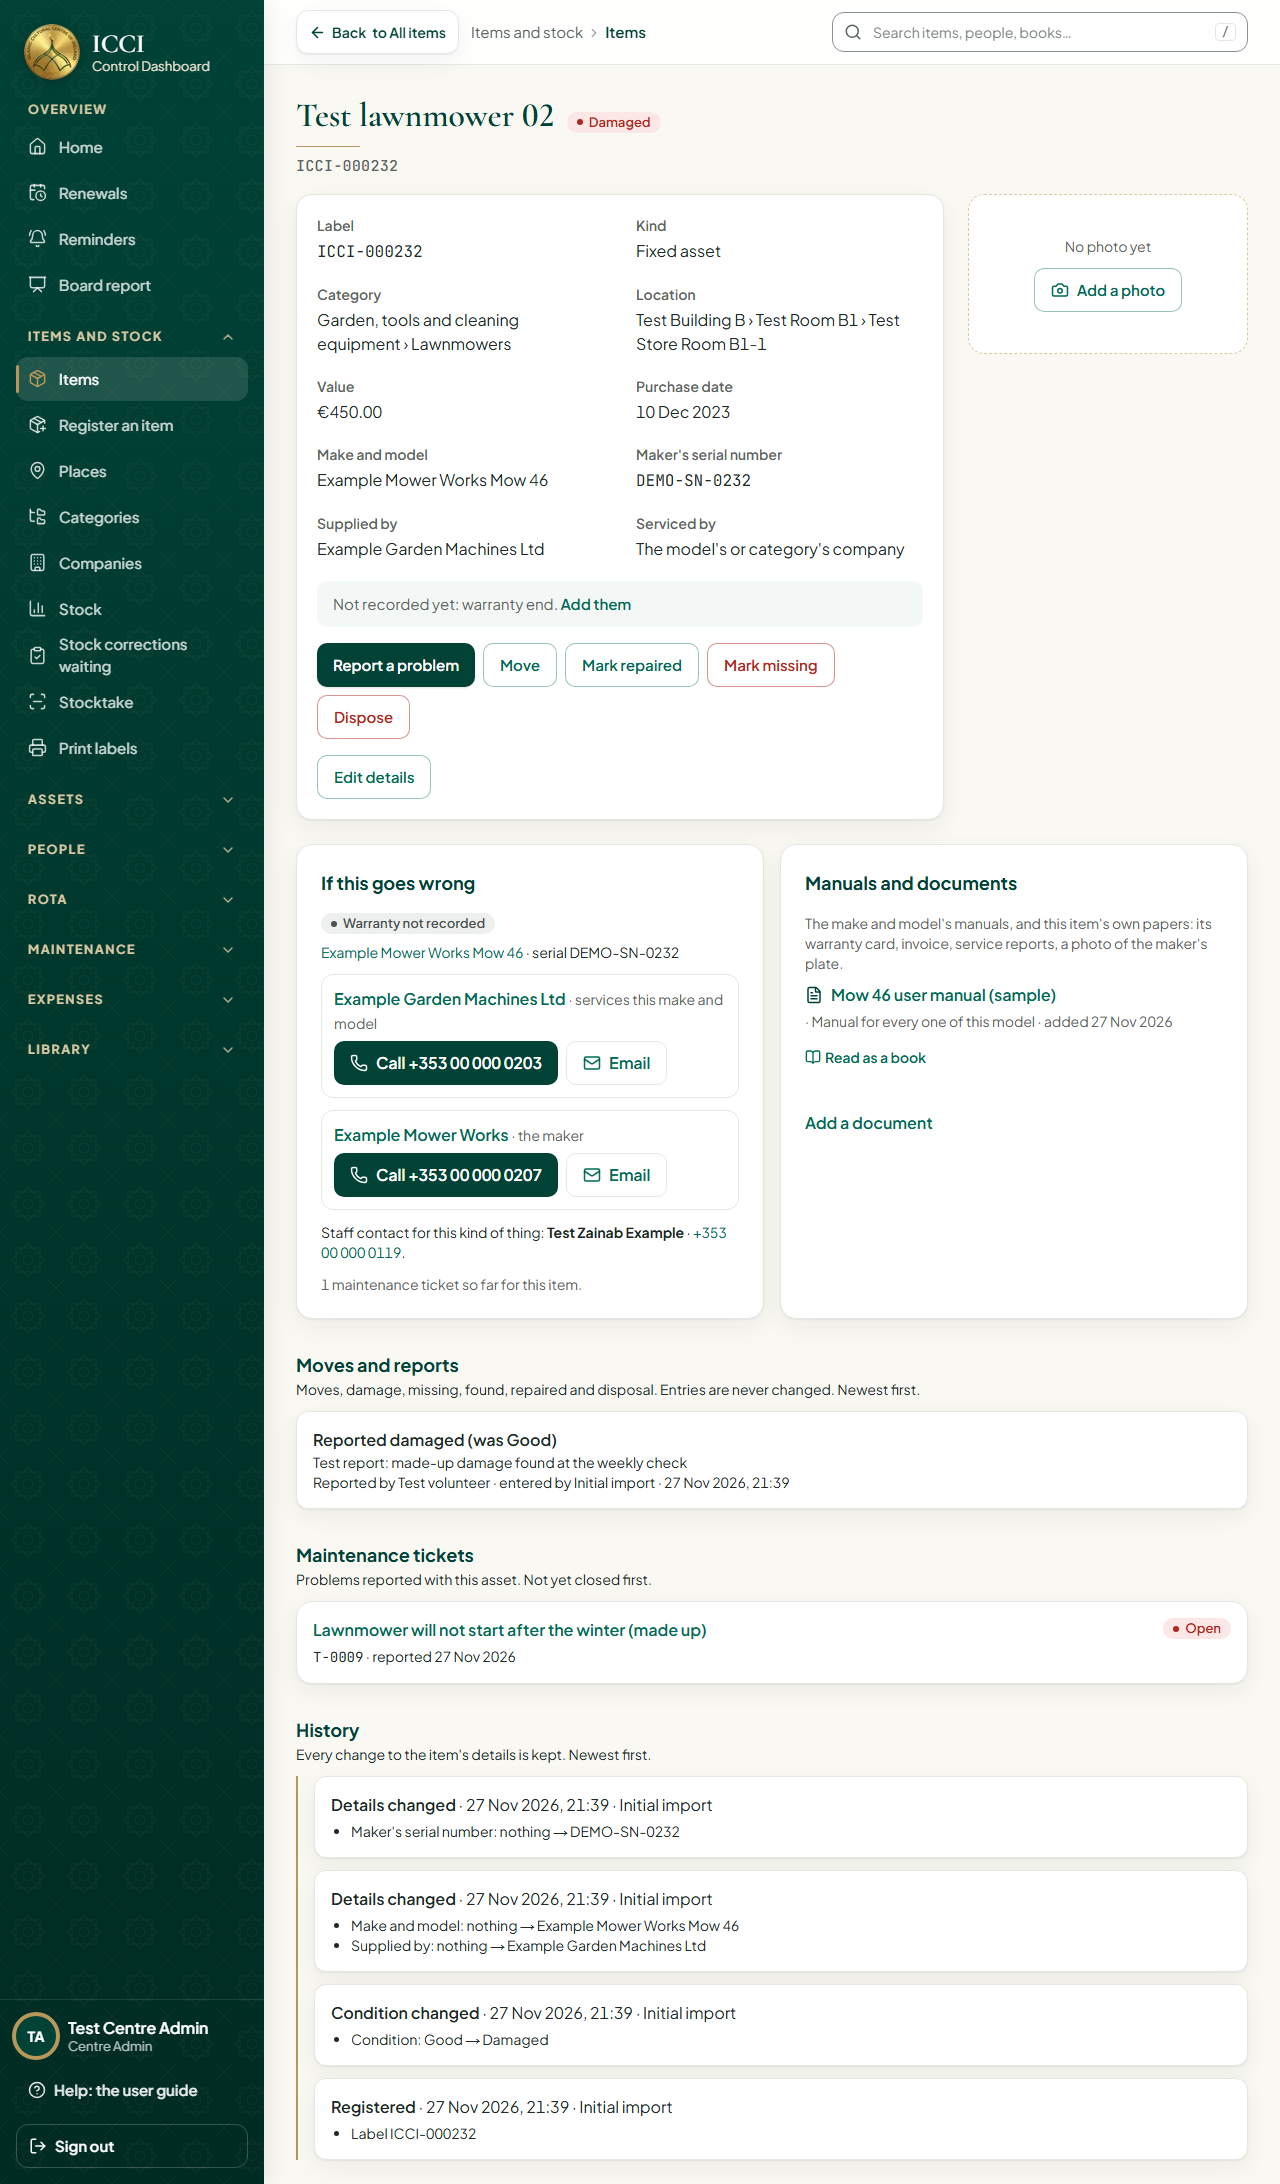 ICCI
Control Dashboard
OVERVIEW
Home
Renewals
Reminders
Board report
ITEMS AND STOCK
Items
Register an item
Places
Categories
Companies
Stock
Stock corrections
waiting
Stocktake
Print labels
ASSETS
PEOPLE
ROTA
MAINTENANCE
EXPENSES
LIBRARY
TA
Test Centre Admin
Centre Admin
Help: the user guide
Sign out
Back to All items
Items and stock › Items
Search items, people, books...
/
Test lawnmower 02
Damaged
ICCI-000232
Label
ICCI-000232
Kind
Fixed asset
Category
Garden, tools and cleaning
equipment › Lawnmowers
Location
Test Building B › Test Room B1 › Test
Store Room B1-1
Value
€450.00
Purchase date
10 Dec 2023
Make and model
Example Mower Works Mow 46
Maker's serial number
DEMO-SN-0232
Supplied by
Example Garden Machines Ltd
Serviced by
The model's or category's company
Not recorded yet: warranty end. Add them
Report a problem
Move
Mark repaired
Mark missing
Dispose
Edit details
No photo yet
Add a photo
If this goes wrong
Warranty not recorded
Example Mower Works Mow 46 · serial DEMO-SN-0232
Example Garden Machines Ltd · services this make and
model
Call +353 00 000 0203
Email
Example Mower Works · the maker
Call +353 00 000 0207
Email
Staff contact for this kind of thing: Test Zainab Example · +353
00 000 0119.
1 maintenance ticket so far for this item.
Manuals and documents
The make and model's manuals, and this item's own papers: its
warranty card, invoice, service reports, a photo of the maker's
plate.
Mow 46 user manual (sample)
· Manual for every one of this model · added 27 Nov 2026
Read as a book
Add a document
Moves and reports
Moves, damage, missing, found, repaired and disposal. Entries are never changed. Newest first.
Reported damaged (was Good)
Test report: made-up damage found at the weekly check
Reported by Test volunteer · entered by Initial import · 27 Nov 2026, 21:39
Maintenance tickets
Problems reported with this asset. Not yet closed first.
Lawnmower will not start after the winter (made up)
Open
T-0009 · reported 27 Nov 2026
History
Every change to the item's details is kept. Newest first.
Details changed · 27 Nov 2026, 21:39 · Initial import
• Maker's serial number: nothing → DEMO-SN-0232
Details changed · 27 Nov 2026, 21:39 · Initial import
• Make and model: nothing → Example Mower Works Mow 46
• Supplied by: nothing → Example Garden Machines Ltd
Condition changed · 27 Nov 2026, 21:39 · Initial import
• Condition: Good → Damaged
Registered · 27 Nov 2026, 21:39 · Initial import
• Label ICCI-000232